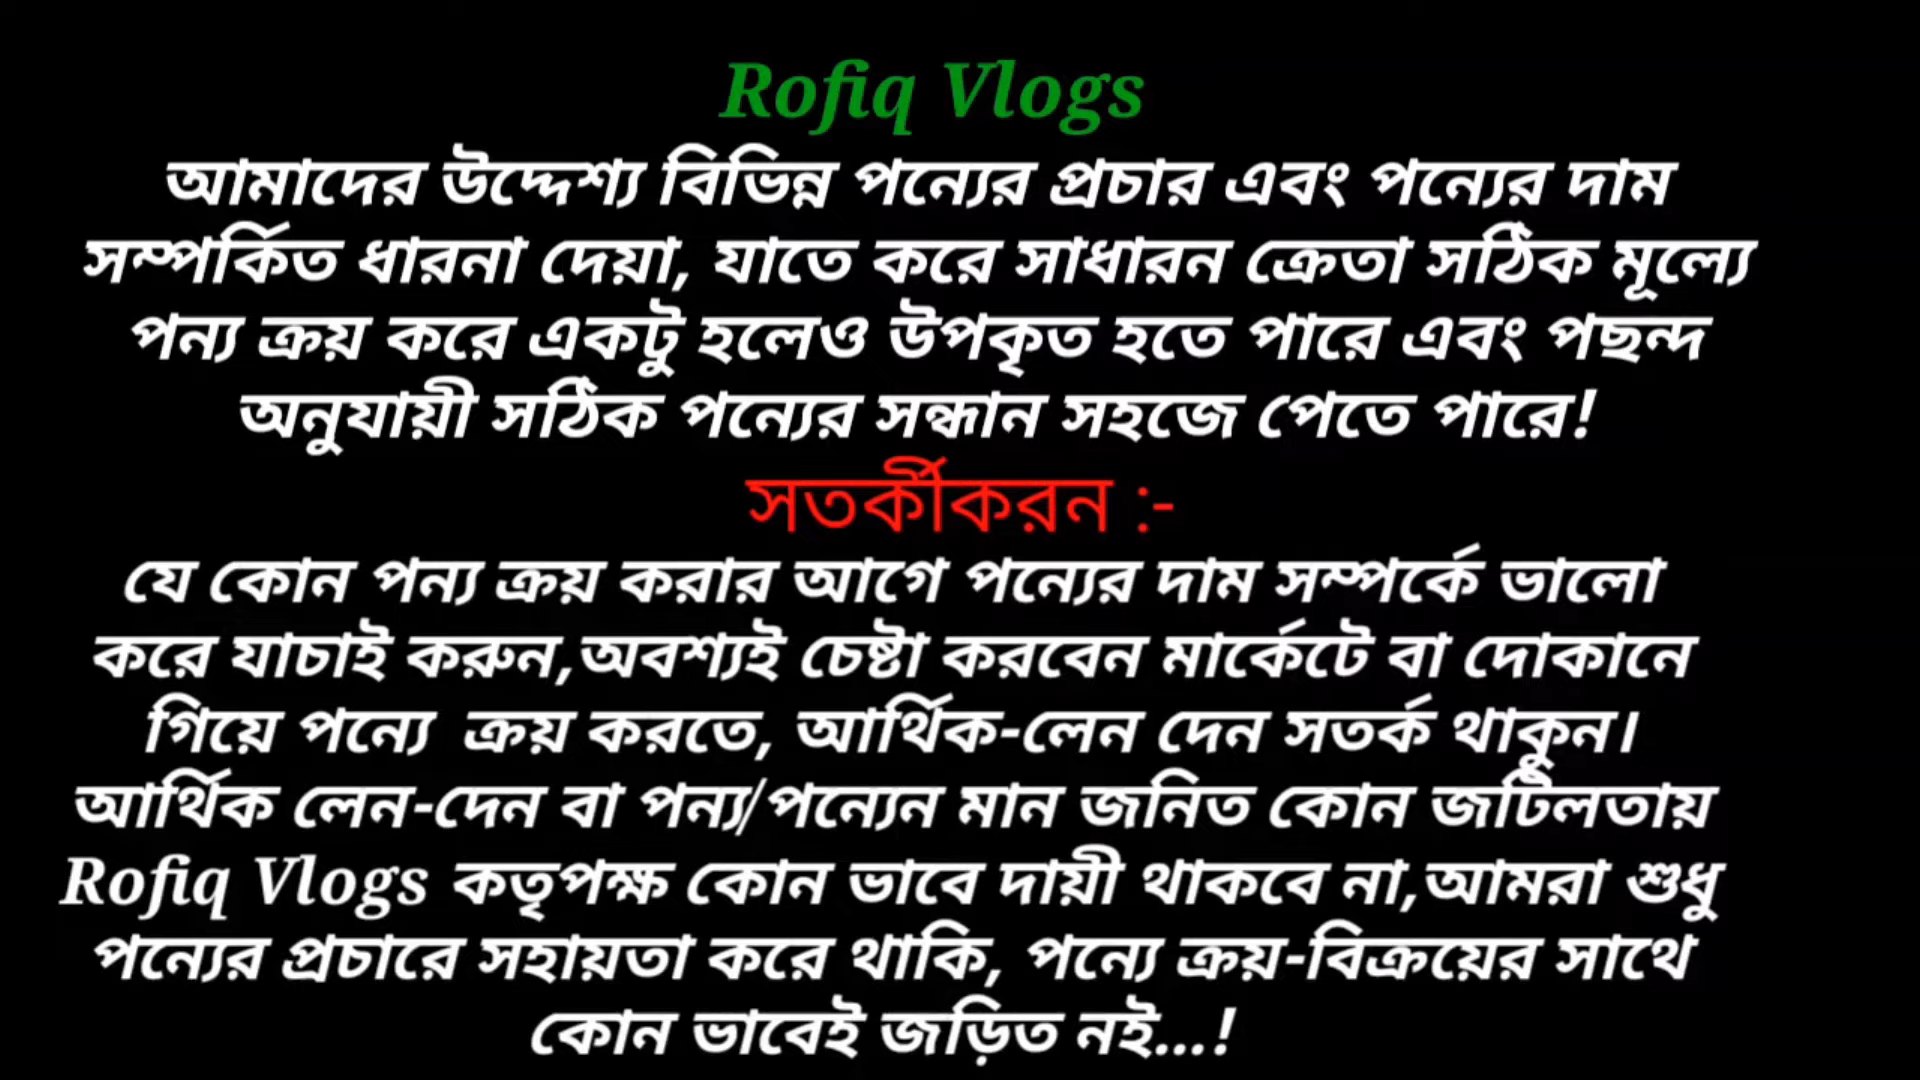 Rofiq Vlogs
আমাদের উদ্দেশ্য বিভিন্ন পন্যের প্রচার এবং পন্যের দাম
সম্পর্কিত ধারনা দেয়া, যাতে করে সাধারন ক্রেতা সঠিক মূল্যে
পন্য ক্রয় করে একটু হলেও উপকৃত হতে পারে এবং পছন্দ
অনুযায়ী সঠিক পন্যের সন্ধান সহজে পেতে পারে!
সতর্কীকরন :-
যে কোন পন্য ক্রয় করার আগে পন্যের দাম সম্পর্কে ভালো
করে যাচাই করুন,অবশ্যই চেষ্টা করবেন মার্কেটে বা দোকানে
গিয়ে পন্যে ক্রয় করতে, আর্থিক-লেন দেন সতর্ক থাকুন।
আর্থিক লেন-দেন বা পন্য/পন্যেন মান জনিত কোন জটিলতায়
Rofiq Vlogs কতৃপক্ষ কোন ভাবে দায়ী থাকবে না,আমরা শুধু
পন্যের প্রচারে সহায়তা করে থাকি, পন্যে ক্রয়-বিক্রয়ের সাথে
কোন ভাবেই জড়িত নই...!